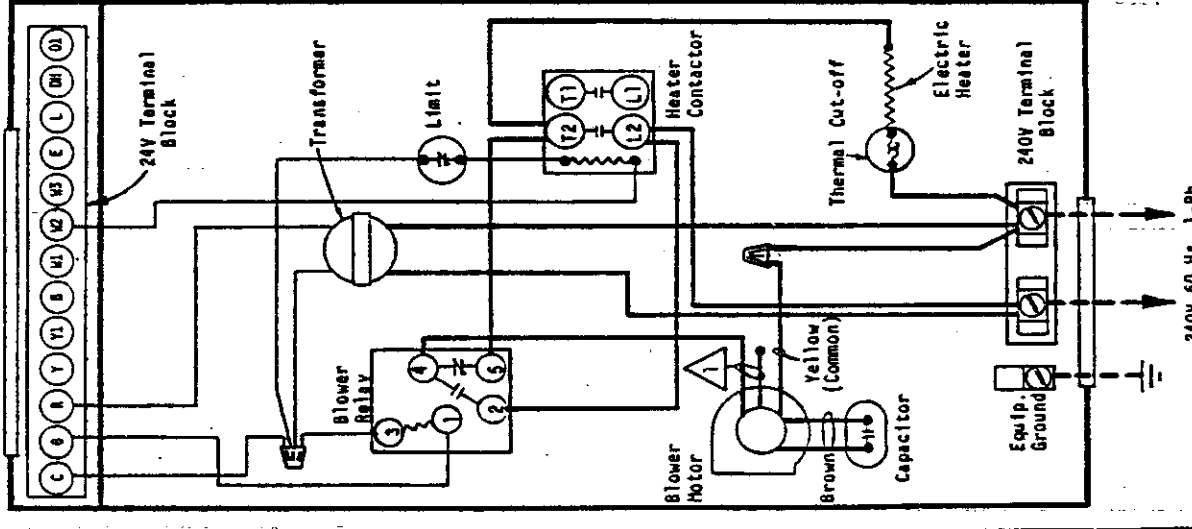 C
G
R
Y
Y1
B
W1
W2
W3
E
L
DH
O1
24V Terminal
Block
Transformer
Limit
T2
T1
L2
L1
Heater
Contactor
Blower
Relay
3
1
4
2
5
Thermal Cut-off
Electric
Heater
240V Terminal
Block
1
Yellow
(Common)
Blower
Motor
Brown
Capacitor
Equip.
Ground